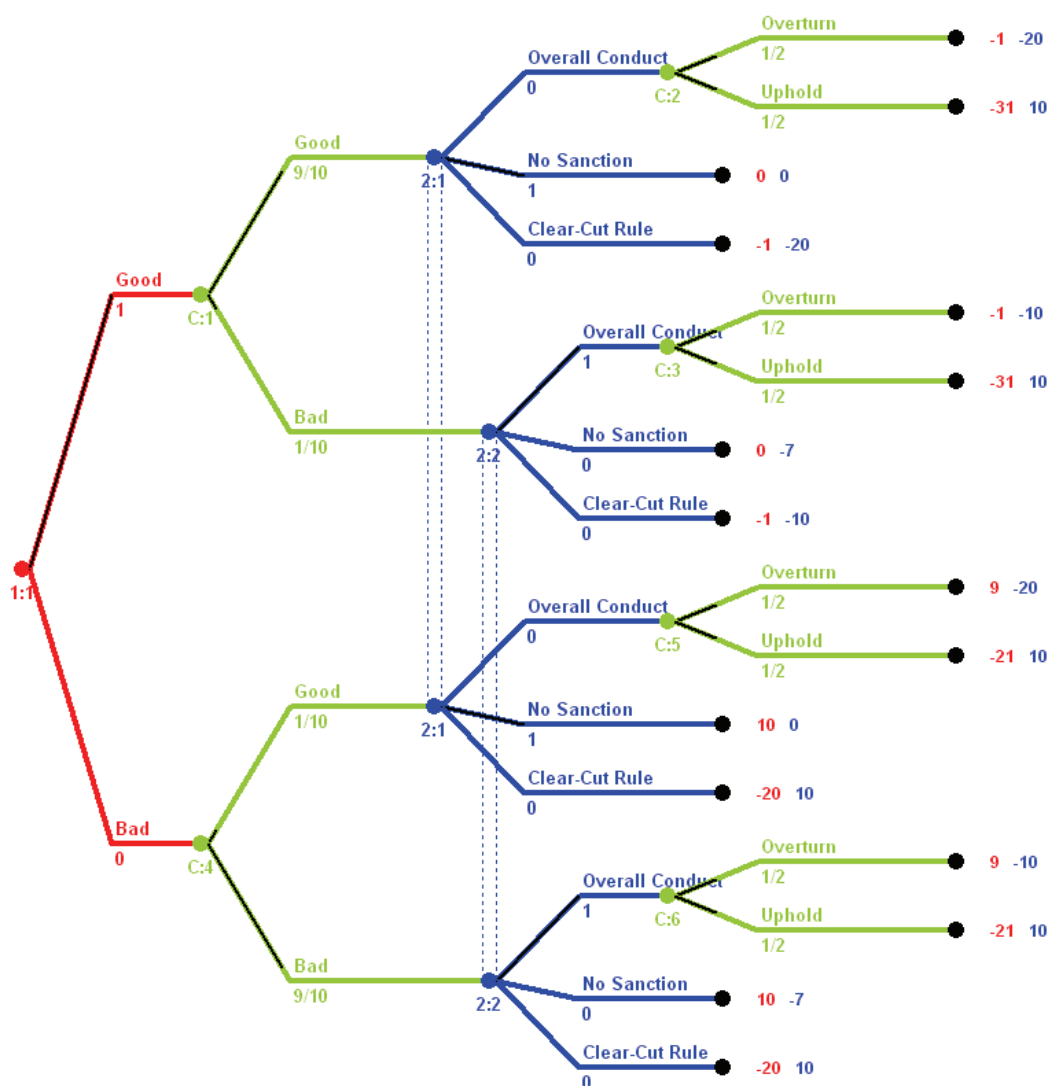 Overturn
1/2
-1 -20
Overall Conduct
0
C:2
Uphold
1/2
-31 10
Good
9/10
2:1
No Sanction
1
0 0
Clear-Cut Rule
0
-1 -20
Good
1
C:1
Overturn
1/2
-1 -10
Overall Conduct
1
C:3
Uphold
1/2
-31 10
Bad
1/10
2:2
No Sanction
0
0 -7
Clear-Cut Rule
0
-1 -10
1:1
Overturn
1/2
9 -20
Overall Conduct
0
C:5
Uphold
1/2
-21 10
Good
1/10
2:1
No Sanction
1
10 0
Clear-Cut Rule
0
-20 10
Bad
0
C:4
Overturn
1/2
9 -10
Overall Conduct
1
C:6
Uphold
1/2
-21 10
Bad
9/10
2:2
No Sanction
0
10 -7
Clear-Cut Rule
0
-20 10